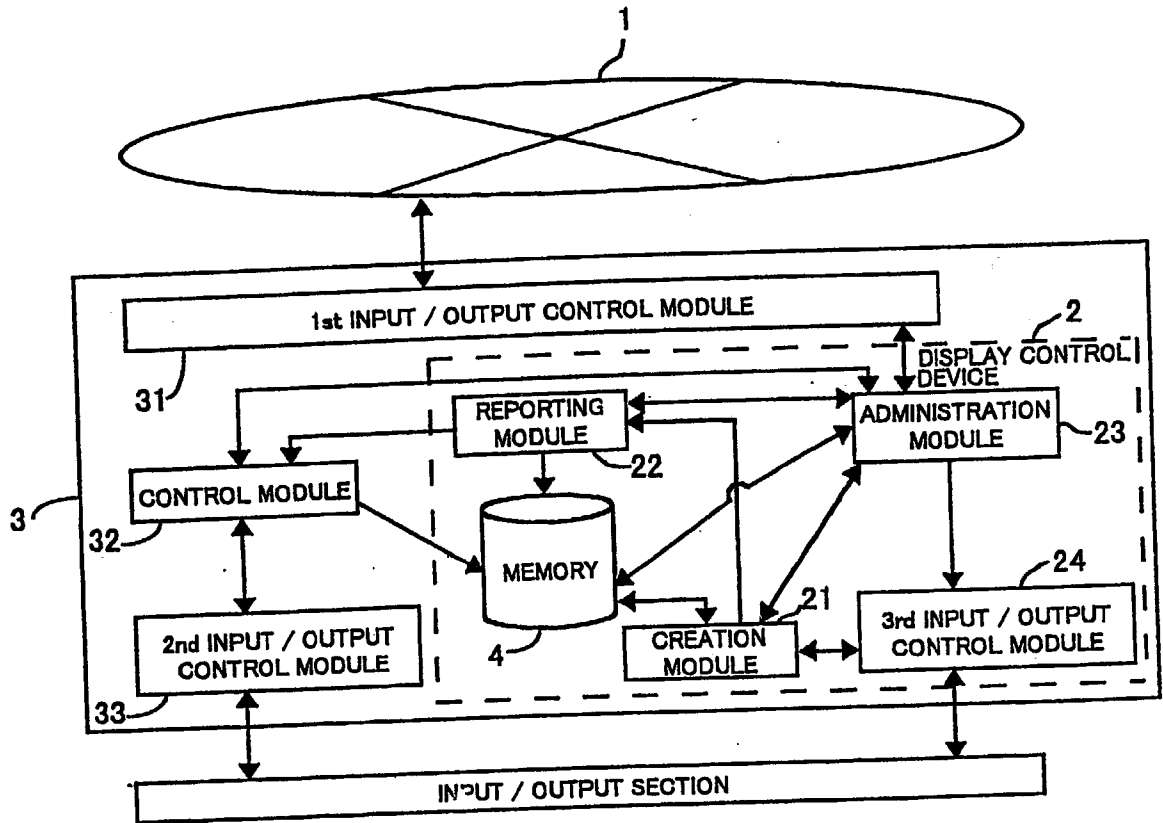 1
1st INPUT / OUTPUT CONTROL MODULE
31
2
DISPLAY CONTROL
DEVICE
REPORTING
MODULE
22
ADMINISTRATION
MODULE
23
3
CONTROL MODULE
32
MEMORY
4
21
CREATION
MODULE
24
3rd INPUT / OUTPUT
CONTROL MODULE
2nd INPUT / OUTPUT
CONTROL MODULE
33
INPUT / OUTPUT SECTION